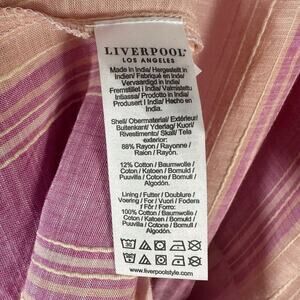 LIVERPOOL
LOS ANGELES
Made in India/ Hergestellt in
Indien/ Fabriqué en Inde/
Vervaardigd in India/
Fremstillet i India/ Valmistettu
Intiassa/ Prodotto in India/
Produsert I India/ Hecho en
India.
Shell/ Obermaterial/ Extérieur/
Buitenkant/ Yderlag/ Kuori/
Rivestimento/ Skall/ Tela
exterior:
88% Rayon / Rayonne /
Raion / Rayón.
12% Cotton / Baumwolle /
Coton / Katoen / Bomuld /
Puuvilla / Cotone / Bomull /
Algodón.
Lining / Futter / Doublure /
Voering / For / Vuori / Fodera
/ Fôr / Forro:
100% Cotton / Baumwolle /
Coton / Katoen / Bomuld /
Puuvilla / Cotone / Bomull /
Algodón.
www.liverpoolstyle.com